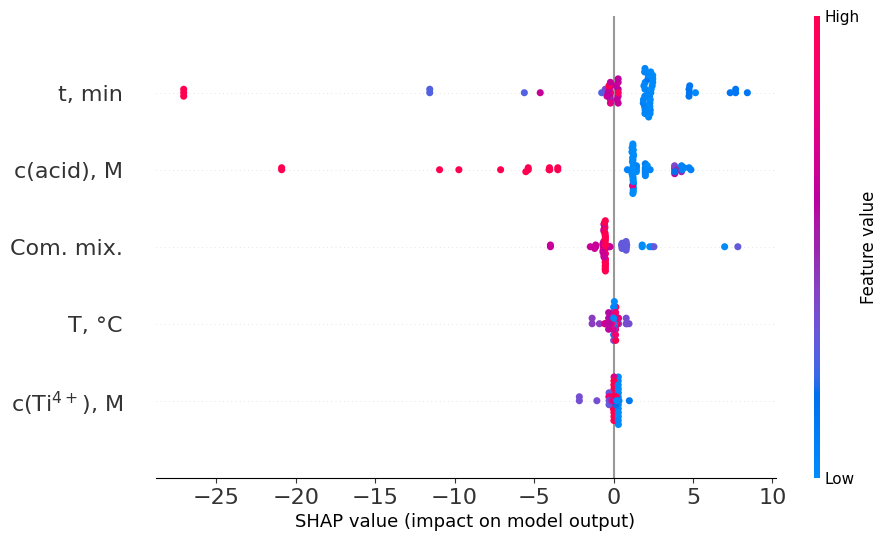 High
t, min
c(acid), M
Com. mix.
T, °C
c(Ti⁴⁺), M
Feature value
Low
−25 −20 −15 −10 −5 0 5 10
SHAP value (impact on model output)